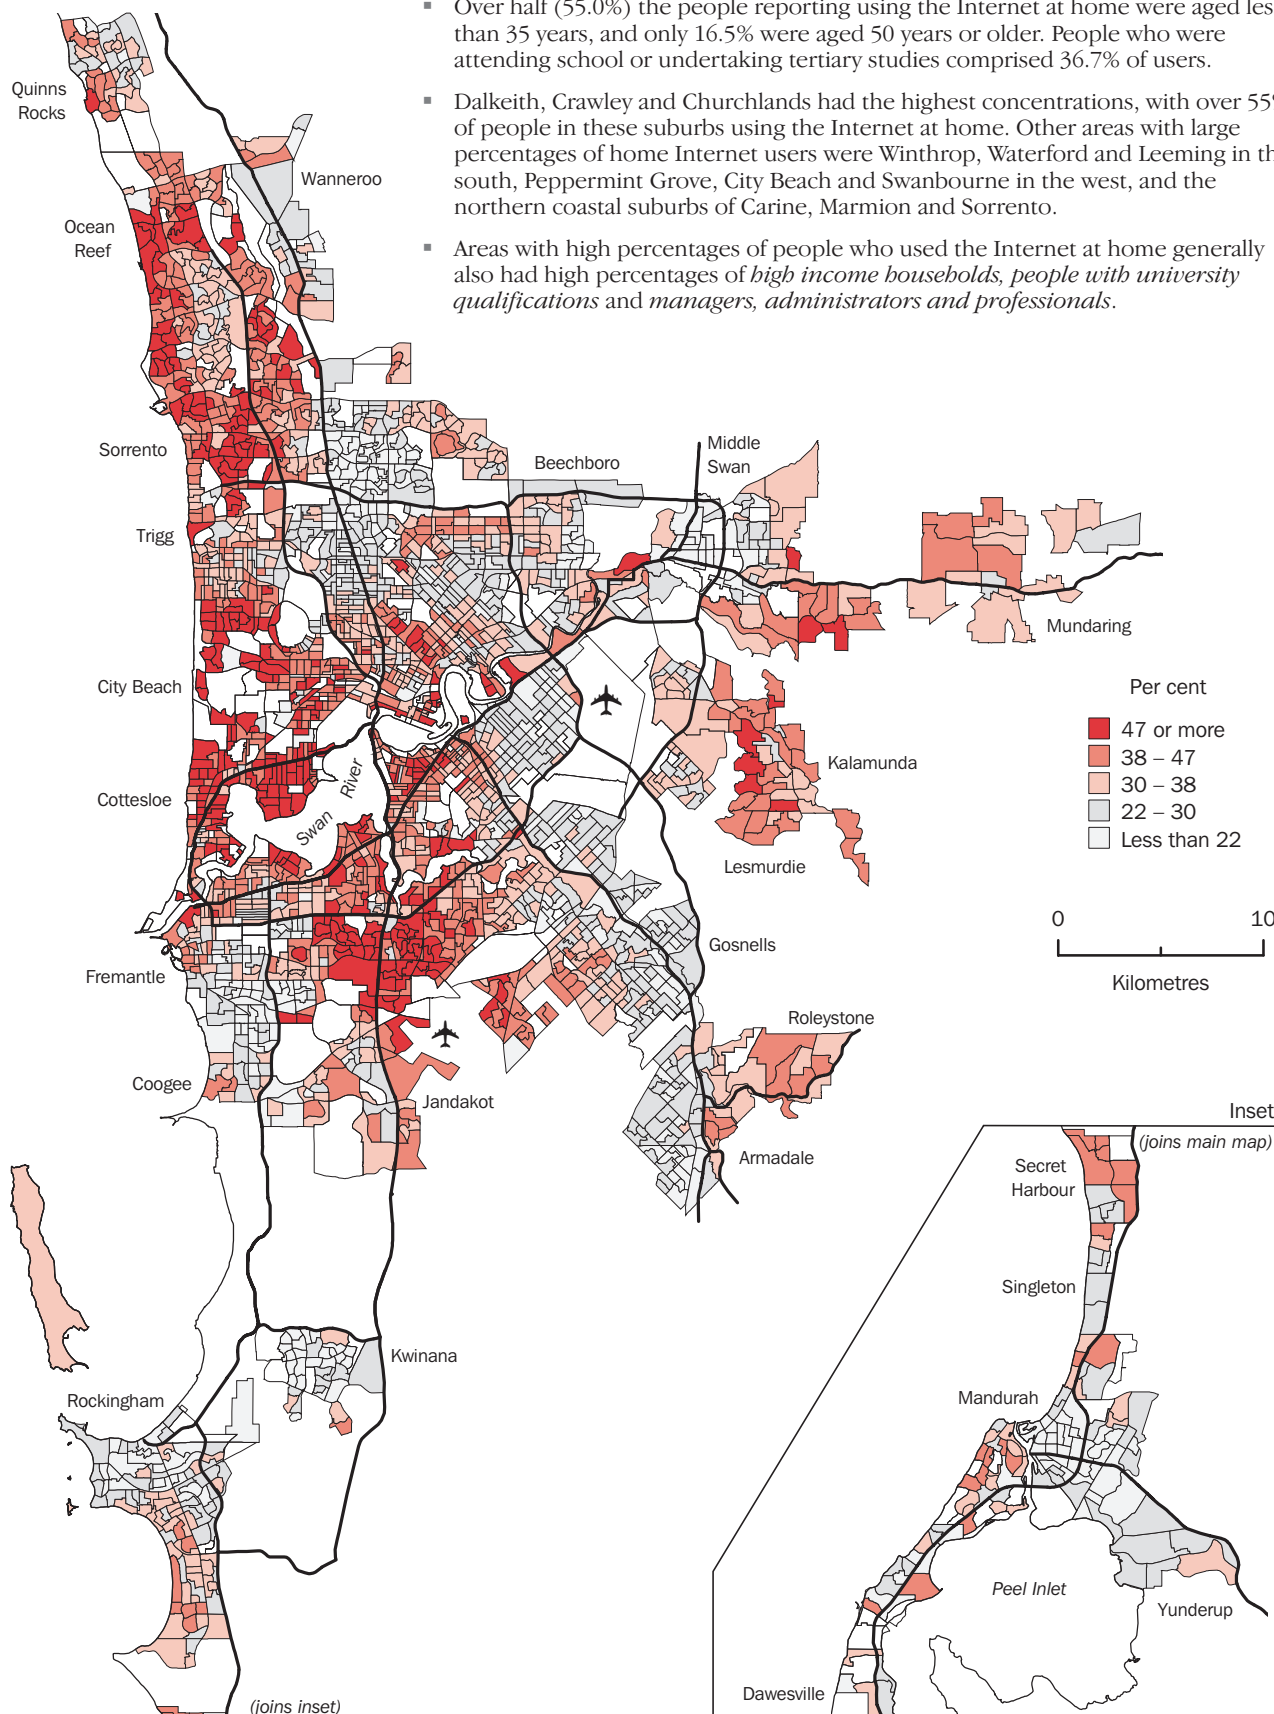 Over half (55.0%) the people reporting using the Internet at home were aged les
than 35 years, and only 16.5% were aged 50 years or older. People who were
attending school or undertaking tertiary studies comprised 36.7% of users.
Dalkeith, Crawley and Churchlands had the highest concentrations, with over 55
of people in these suburbs using the Internet at home. Other areas with large
percentages of home Internet users were Winthrop, Waterford and Leeming in th
south, Peppermint Grove, City Beach and Swanbourne in the west, and the
northern coastal suburbs of Carine, Marmion and Sorrento.
Areas with high percentages of people who used the Internet at home generally
also had high percentages of high income households, people with university
qualifications and managers, administrators and professionals.
Quinns
Rocks
Wanneroo
Ocean
Reef
Sorrento
Beechboro
Middle
Swan
Trigg
Mundaring
City Beach
Per cent
47 or more
38 – 47
30 – 38
22 – 30
Less than 22
Kalamunda
Cottesloe
Swan River
Lesmurdie
0 10
Kilometres
Gosnells
Fremantle
Roleystone
Coogee
Jandakot
Armadale
Inset
(joins main map)
Secret
Harbour
Singleton
Kwinana
Rockingham
Mandurah
Peel Inlet
Yunderup
Dawesville
(joins inset)